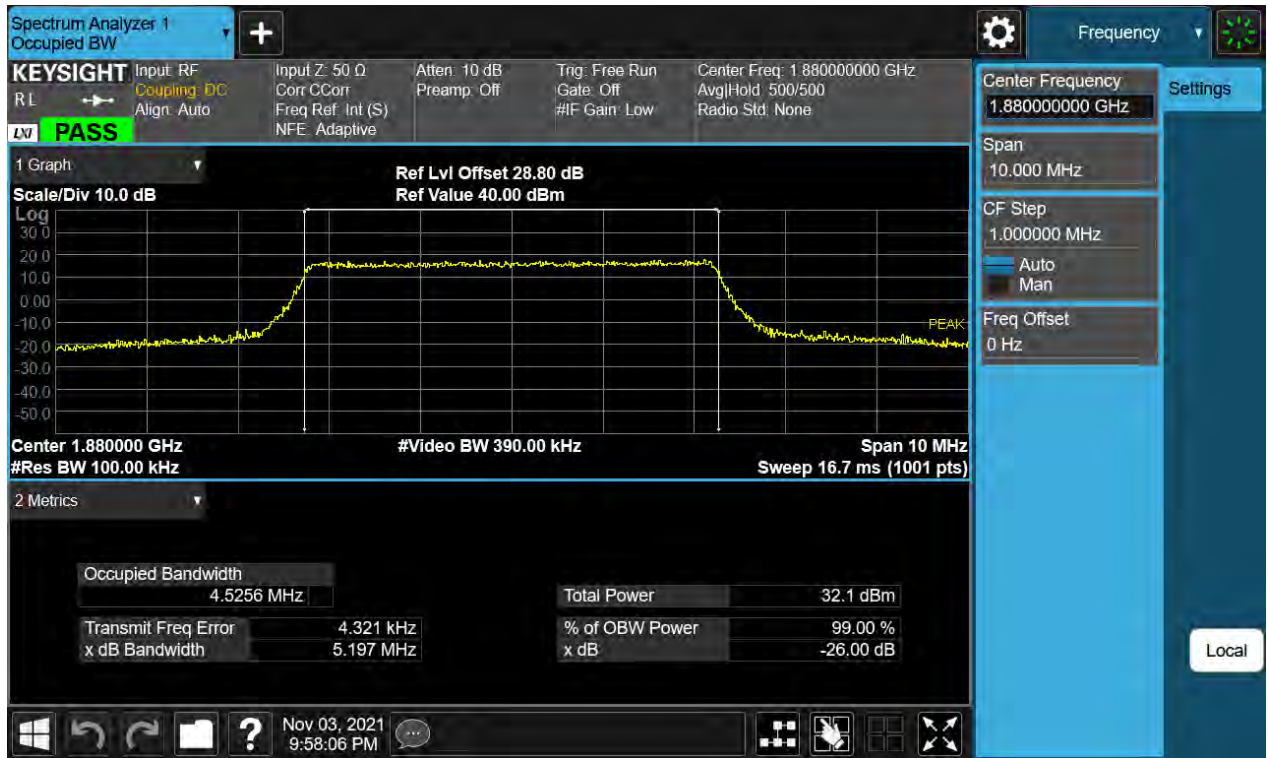 Spectrum Analyzer 1
Occupied BW
+
Frequency
KEYSIGHT
RL
LXI PASS
Input: RF
Coupling: DC
Align: Auto
Input Z: 50 Ω
Corr CCorr
Freq Ref: Int (S)
NFE: Adaptive
Atten: 10 dB
Preamp: Off
Trig: Free Run
Gate: Off
#IF Gain: Low
Center Freq: 1.880000000 GHz
Avg|Hold: 500/500
Radio Std: None
1 Graph
Scale/Div 10.0 dB
Ref Lvl Offset 28.80 dB
Ref Value 40.00 dBm
Log
30.0
20.0
10.0
0.00
-10.0
-20.0
-30.0
-40.0
-50.0
PEAK
Center 1.880000 GHz
#Res BW 100.00 kHz
#Video BW 390.00 kHz
Span 10 MHz
Sweep 16.7 ms (1001 pts)
2 Metrics
Occupied Bandwidth
4.5256 MHz
Transmit Freq Error 4.321 kHz
x dB Bandwidth 5.197 MHz
Total Power 32.1 dBm
% of OBW Power 99.00 %
x dB -26.00 dB
Center Frequency
1.880000000 GHz
Settings
Span
10.000 MHz
CF Step
1.000000 MHz
Auto
Man
Freq Offset
0 Hz
Local
?
Nov 03, 2021
9:58:06 PM